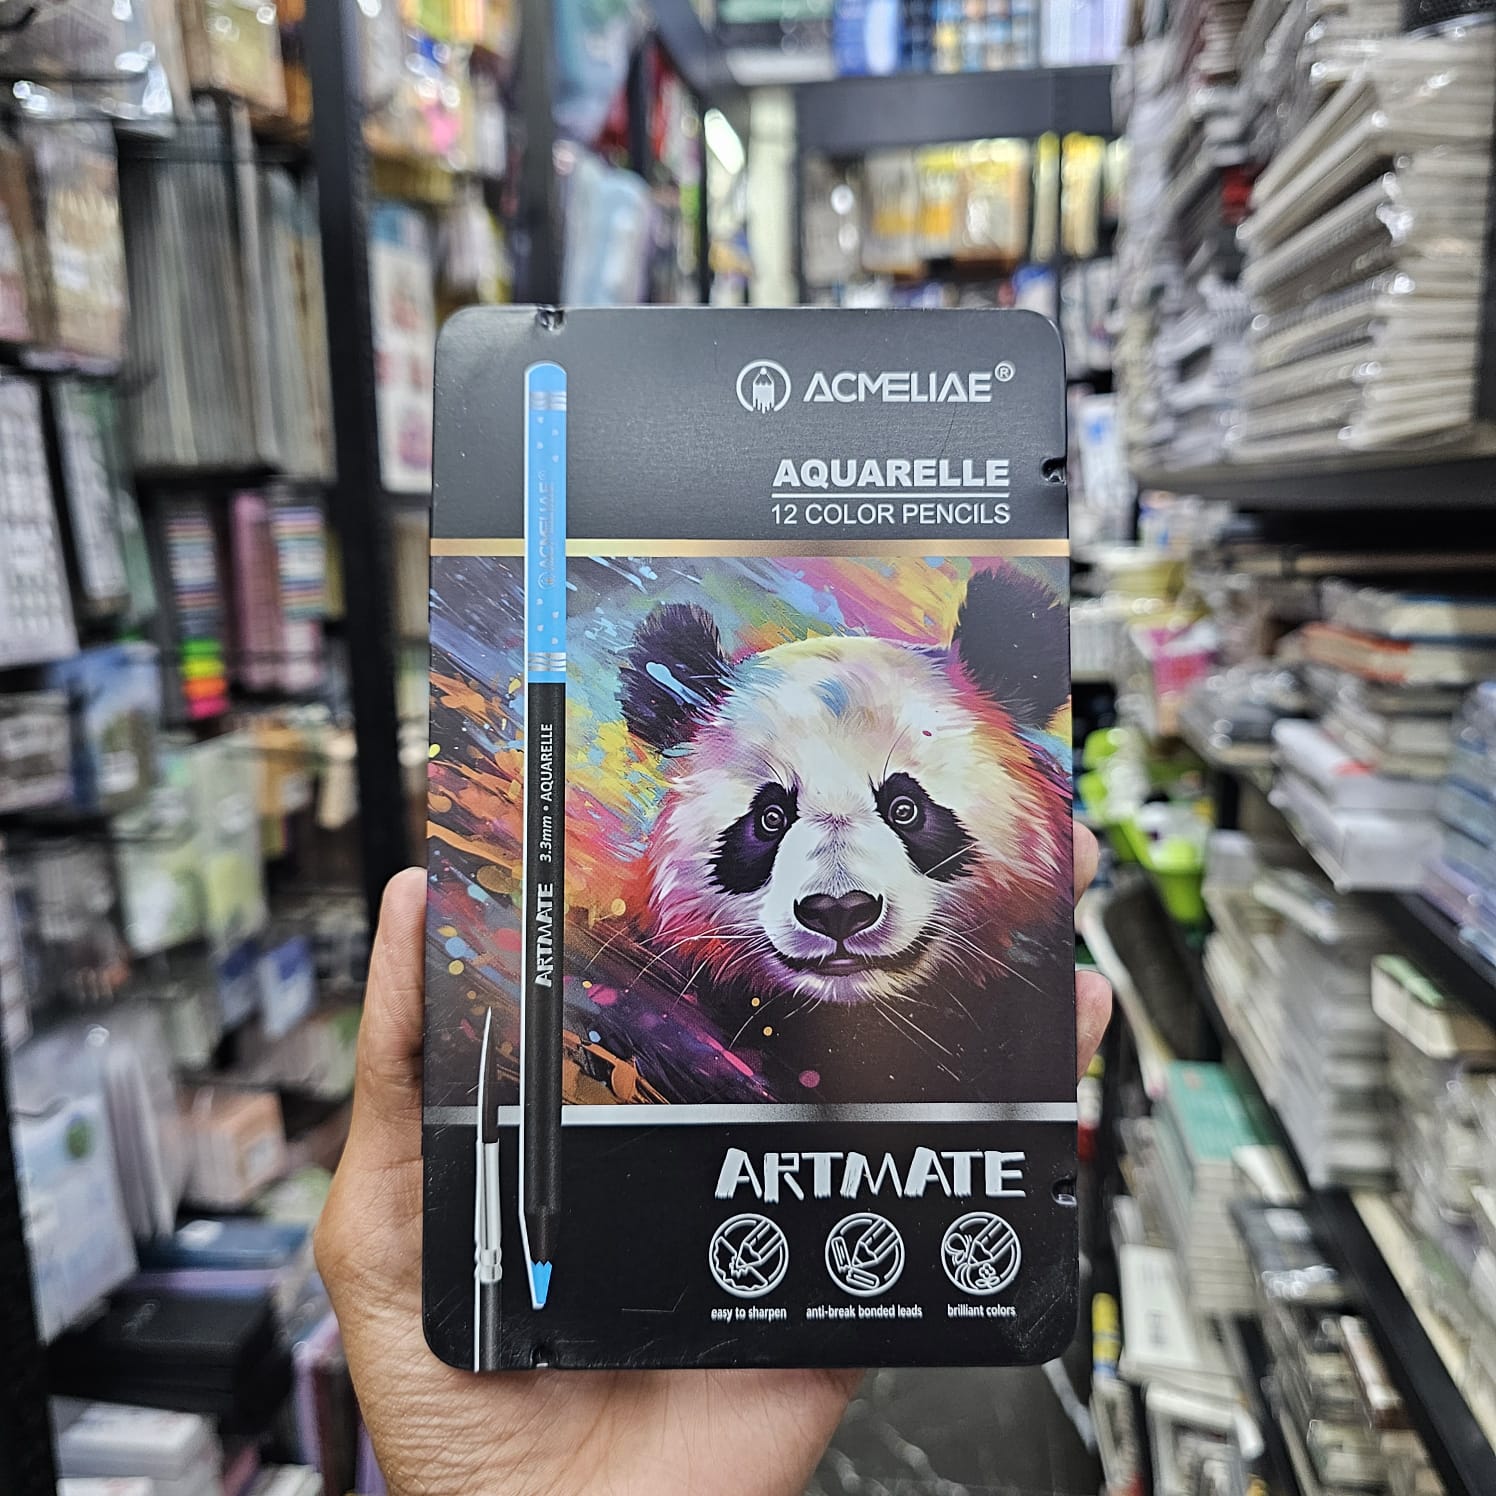 ACMELIAE®
AQUARELLE
12 COLOR PENCILS
ACMELIAE
ARTMATE 3.3mm • AQUARELLE
ARTMATE
easy to sharpen
anti-break bonded leads
brilliant colors